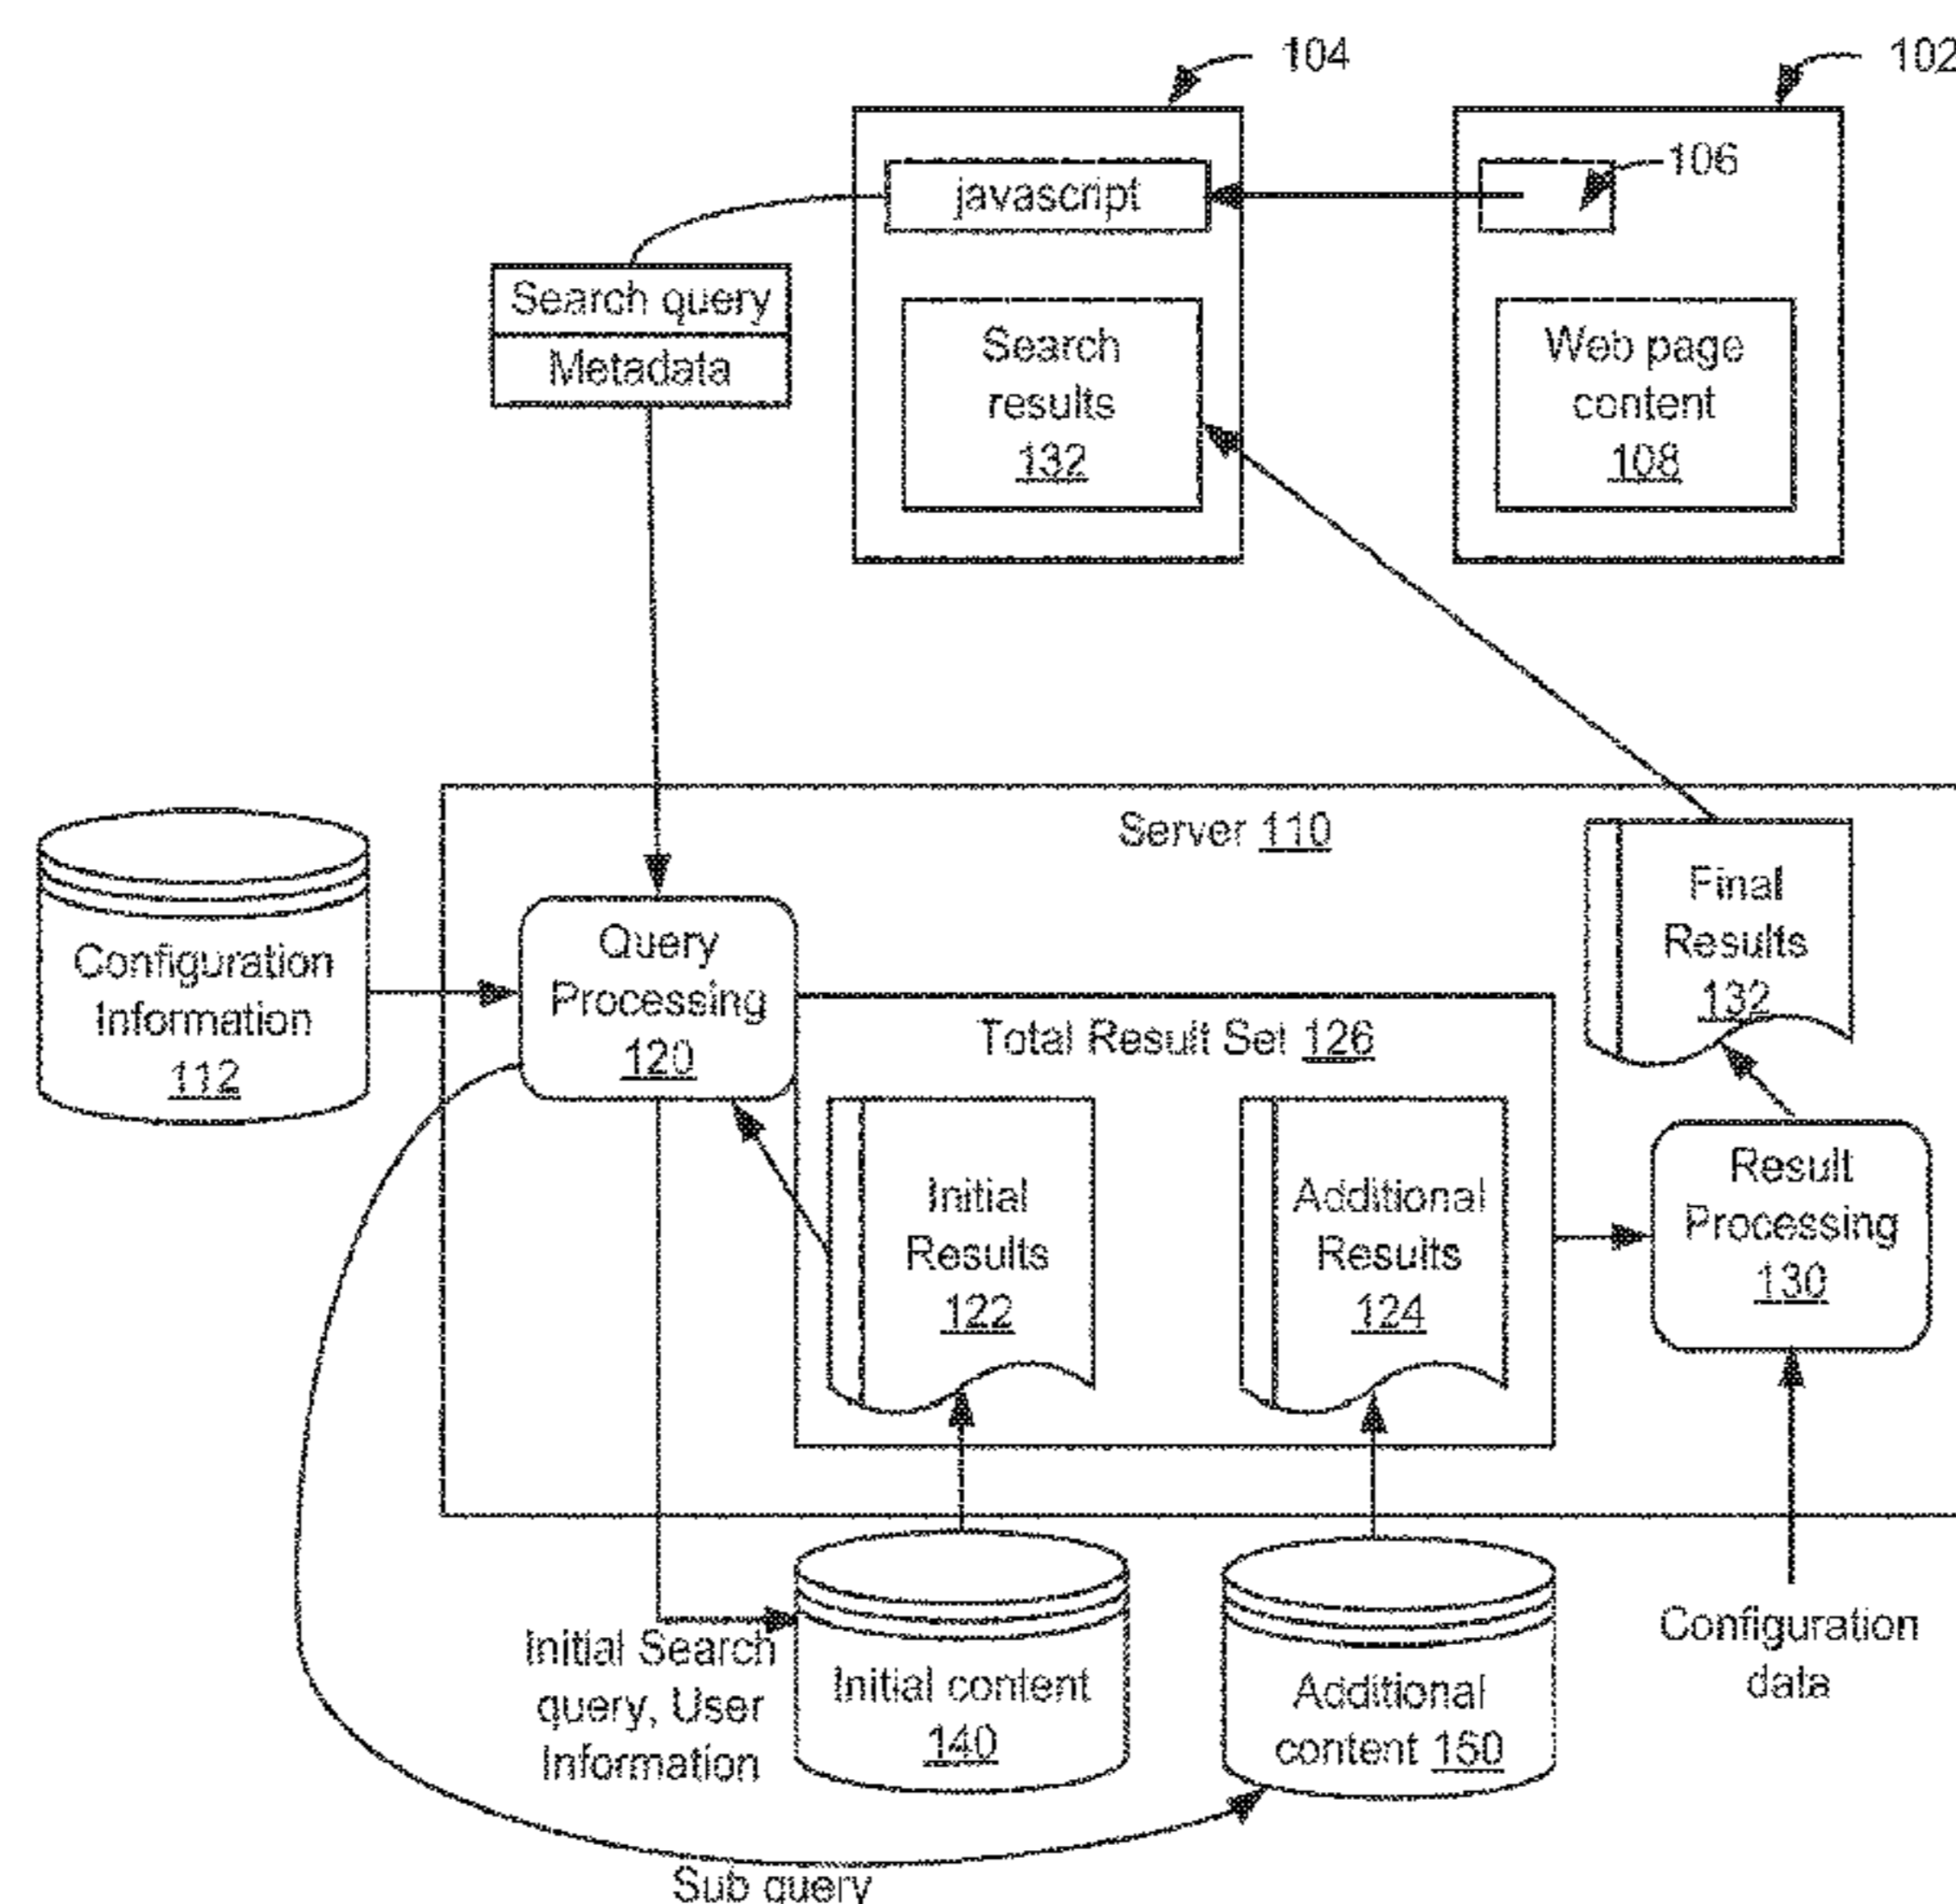 104
102
106
javascript
Search query
Metadata
Search
results
132
Web page
content
108
Server 110
Configuration
Information
112
Query
Processing
120
Final
Results
132
Total Result Set 126
Initial
Results
122
Additional
Results
124
Result
Processing
130
Initial Search
query, User
Information
Initial content
140
Additional
content 150
Configuration
data
Sub query